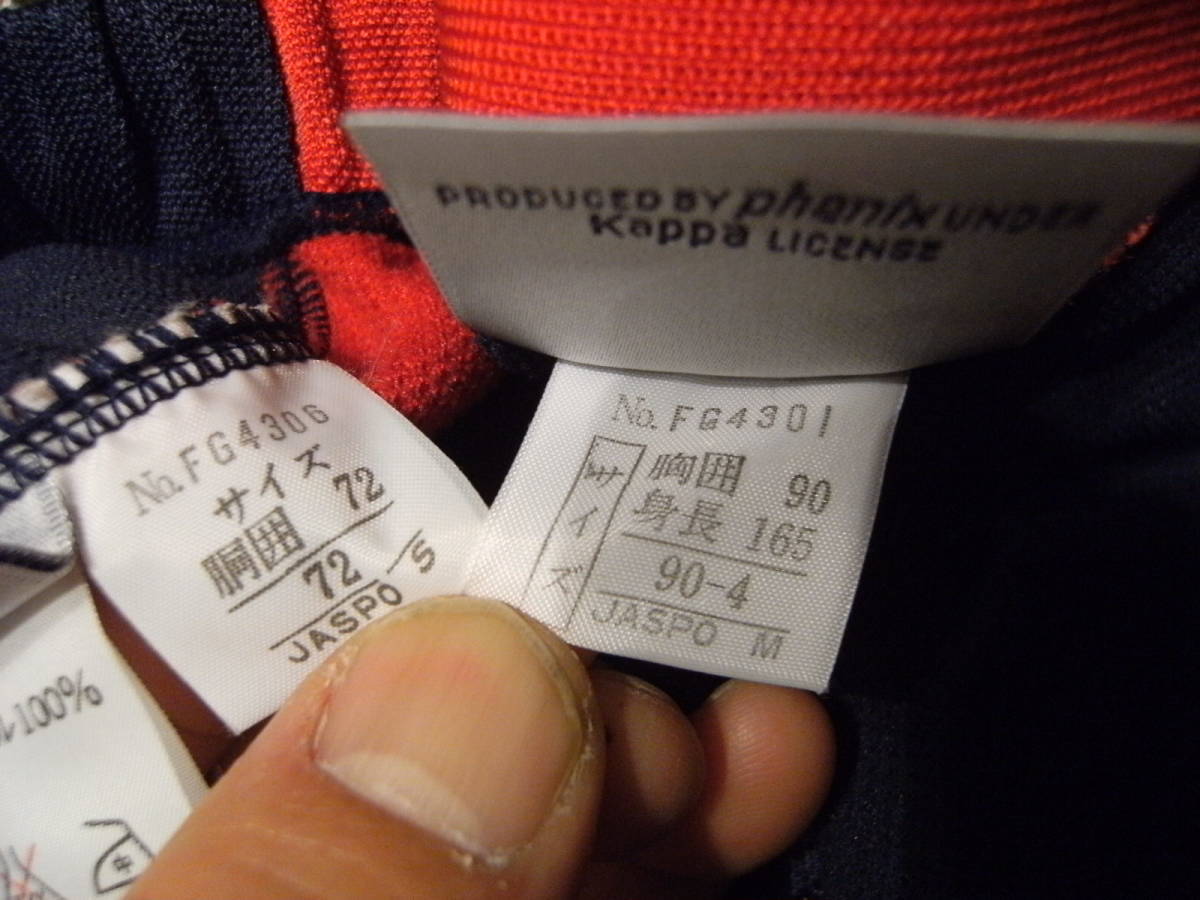 PRODUCED BY phenix UNDER
Kappa LICENSE
No. FG4306
サイズ
胴囲 72
72
JASPO S
No. FG4301
サイズ
胸囲 90
身長 165
90-4
JASPO M
100%